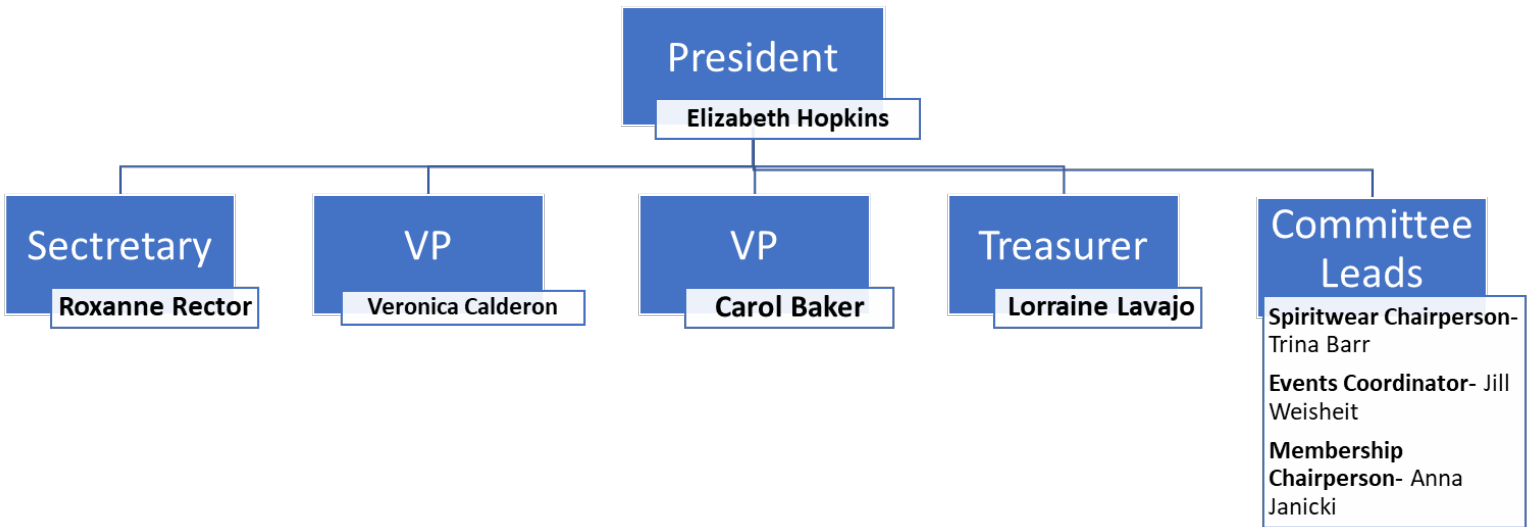 President
Elizabeth Hopkins
Sectretary
Roxanne Rector
VP
Veronica Calderon
VP
Carol Baker
Treasurer
Lorraine Lavajo
Committee
Leads
Spiritwear Chairperson-
Trina Barr
Events Coordinator- Jill
Weisheit
Membership
Chairperson- Anna
Janicki